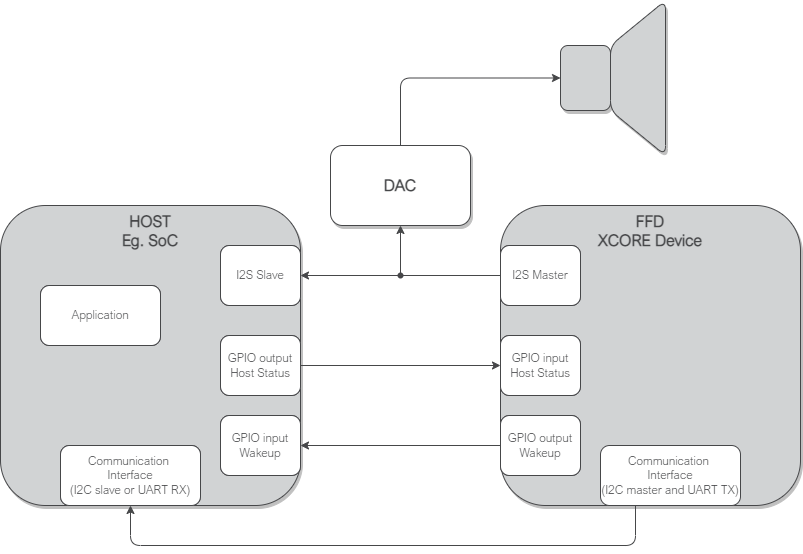 DAC
HOST
Eg. SoC
FFD
XCORE Device
I2S Slave
I2S Master
Application
GPIO output
Host Status
GPIO input
Host Status
GPIO input
Wakeup
GPIO output
Wakeup
Communication
Interface
(I2C slave or UART RX)
Communication
Interface
(I2C master and UART TX)